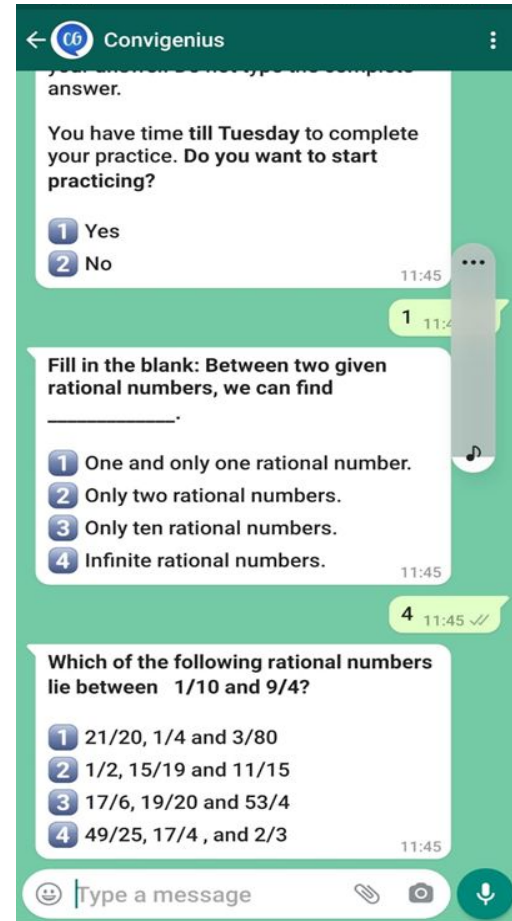 Convigenius
answer.
You have time till Tuesday to complete
your practice. Do you want to start
practicing?
1 Yes
2 No
11:45
1
Fill in the blank: Between two given
rational numbers, we can find
_____________.
1 One and only one rational number.
2 Only two rational numbers.
3 Only ten rational numbers.
4 Infinite rational numbers.
11:45
4 11:45
Which of the following rational numbers
lie between 1/10 and 9/4?
1 21/20, 1/4 and 3/80
2 1/2, 15/19 and 11/15
3 17/6, 19/20 and 53/4
4 49/25, 17/4 , and 2/3
11:45
Type a message